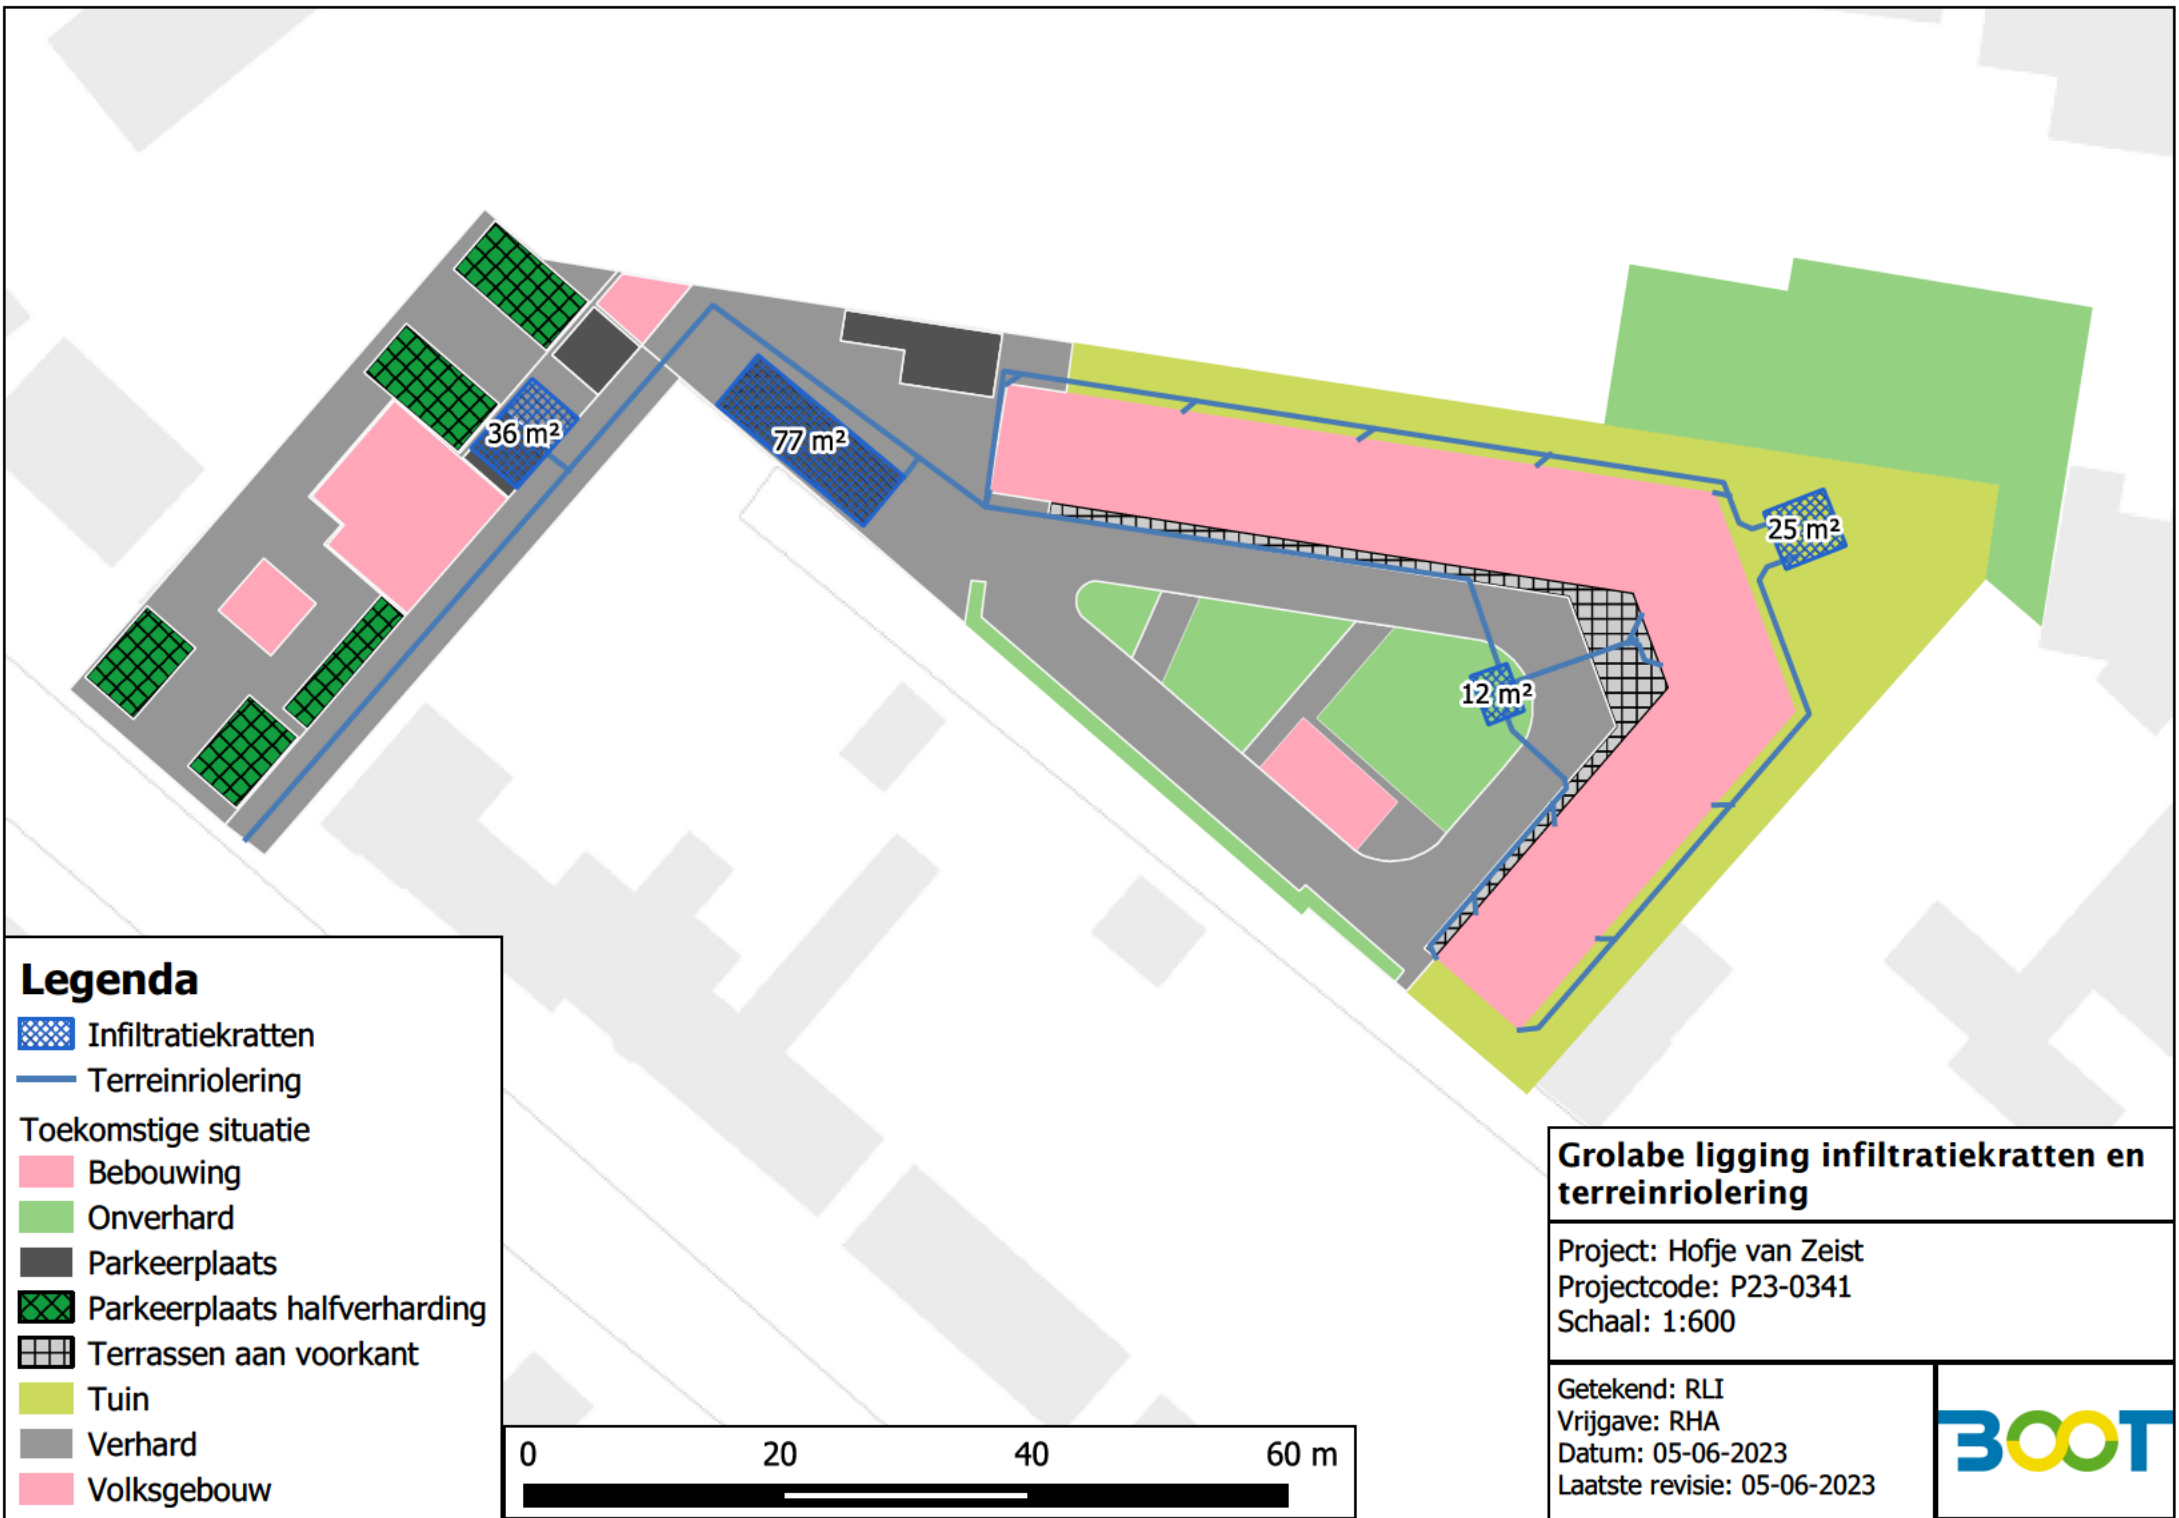 36 m²
77 m²
25 m²
12 m²
Legenda
Infiltratiekratten
Terreinriolering
Toekomstige situatie
Bebouwing
Onverhard
Parkeerplaats
Parkeerplaats halfverharding
Terrassen aan voorkant
Tuin
Verhard
Volksgebouw
0 20 40 60 m
Grolabe ligging infiltratiekratten en
terreinriolering
Project: Hofje van Zeist
Projectcode: P23-0341
Schaal: 1:600
Getekend: RLI
Vrijgave: RHA
Datum: 05-06-2023
Laatste revisie: 05-06-2023
BOOT